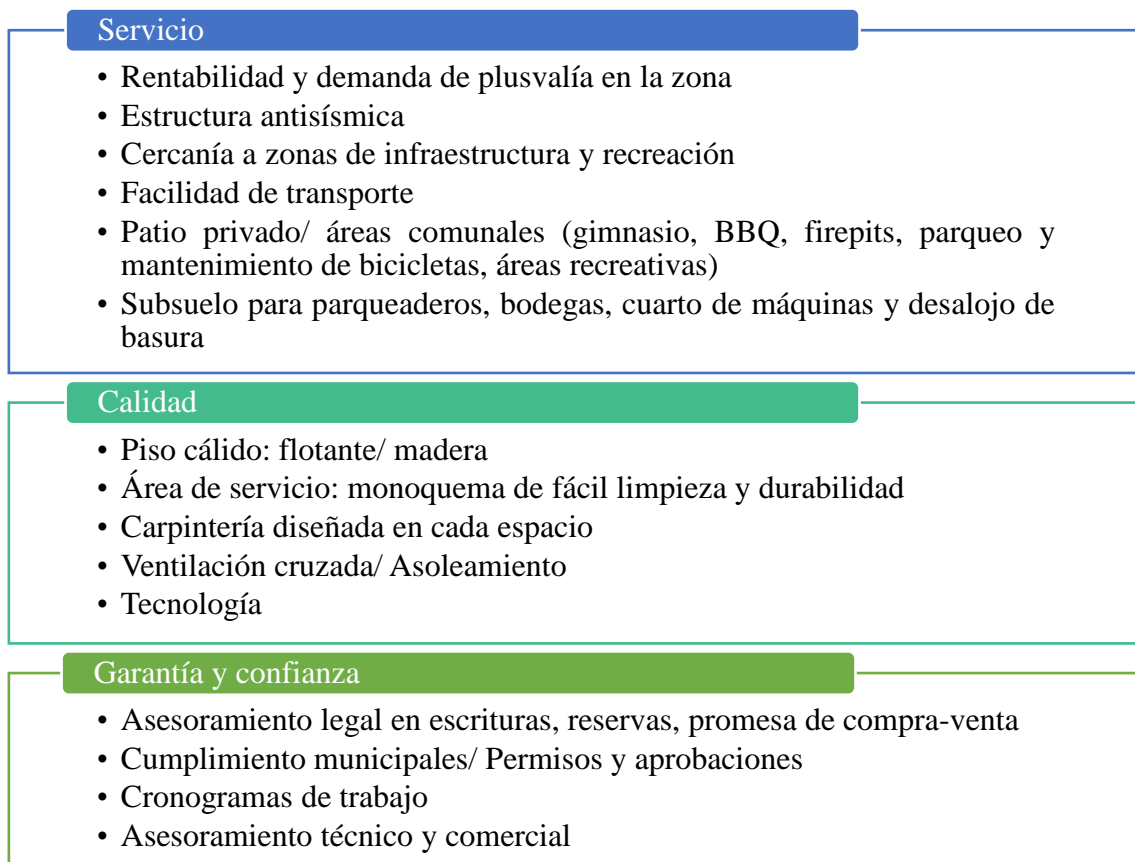 Servicio
• Rentabilidad y demanda de plusvalía en la zona
• Estructura antisísmica
• Cercanía a zonas de infraestructura y recreación
• Facilidad de transporte
• Patio privado/ áreas comunales (gimnasio, BBQ, firepits, parqueo y
mantenimiento de bicicletas, áreas recreativas)
• Subsuelo para parqueaderos, bodegas, cuarto de máquinas y desalojo de
basura
Calidad
• Piso cálido: flotante/ madera
• Área de servicio: monoquema de fácil limpieza y durabilidad
• Carpintería diseñada en cada espacio
• Ventilación cruzada/ Asoleamiento
• Tecnología
Garantía y confianza
• Asesoramiento legal en escrituras, reservas, promesa de compra-venta
• Cumplimiento municipales/ Permisos y aprobaciones
• Cronogramas de trabajo
• Asesoramiento técnico y comercial